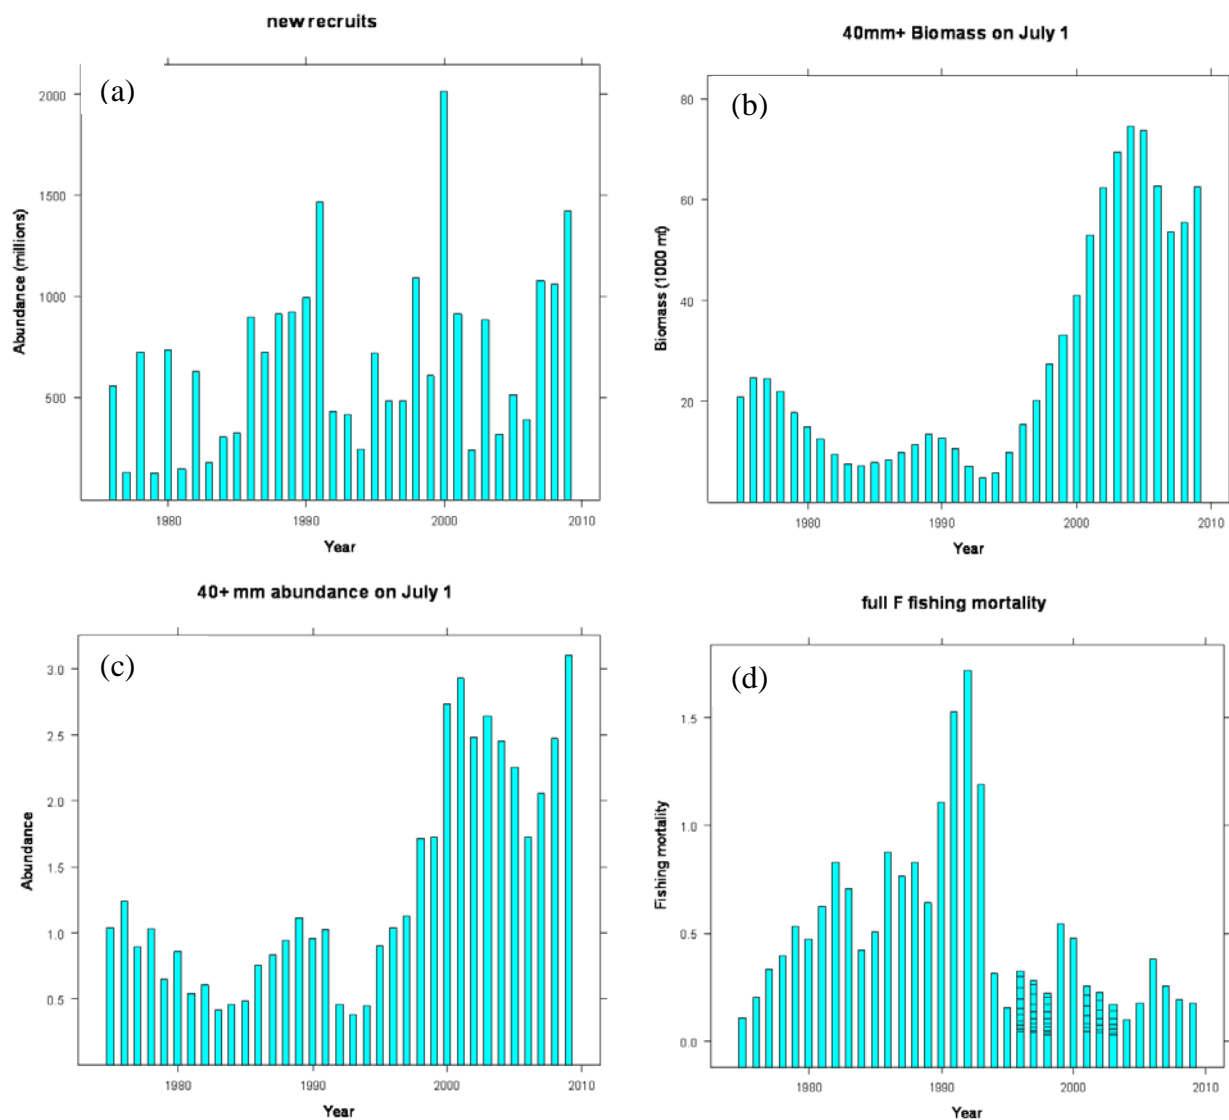 new recruits
(a)
2000
1500
1000
500
Abundance (millions)
1980 1990 2000 2010
Year
40mm+ Biomass on July 1
(b)
80
60
40
20
Biomass (1000 mt)
1980 1990 2000 2010
Year
40+ mm abundance on July 1
(c)
3.0
2.5
2.0
1.5
1.0
0.5
Abundance
1980 1990 2000 2010
Year
full F fishing mortality
(d)
1.5
1.0
0.5
0.0
Fishing mortality
1980 1990 2000 2010
Year